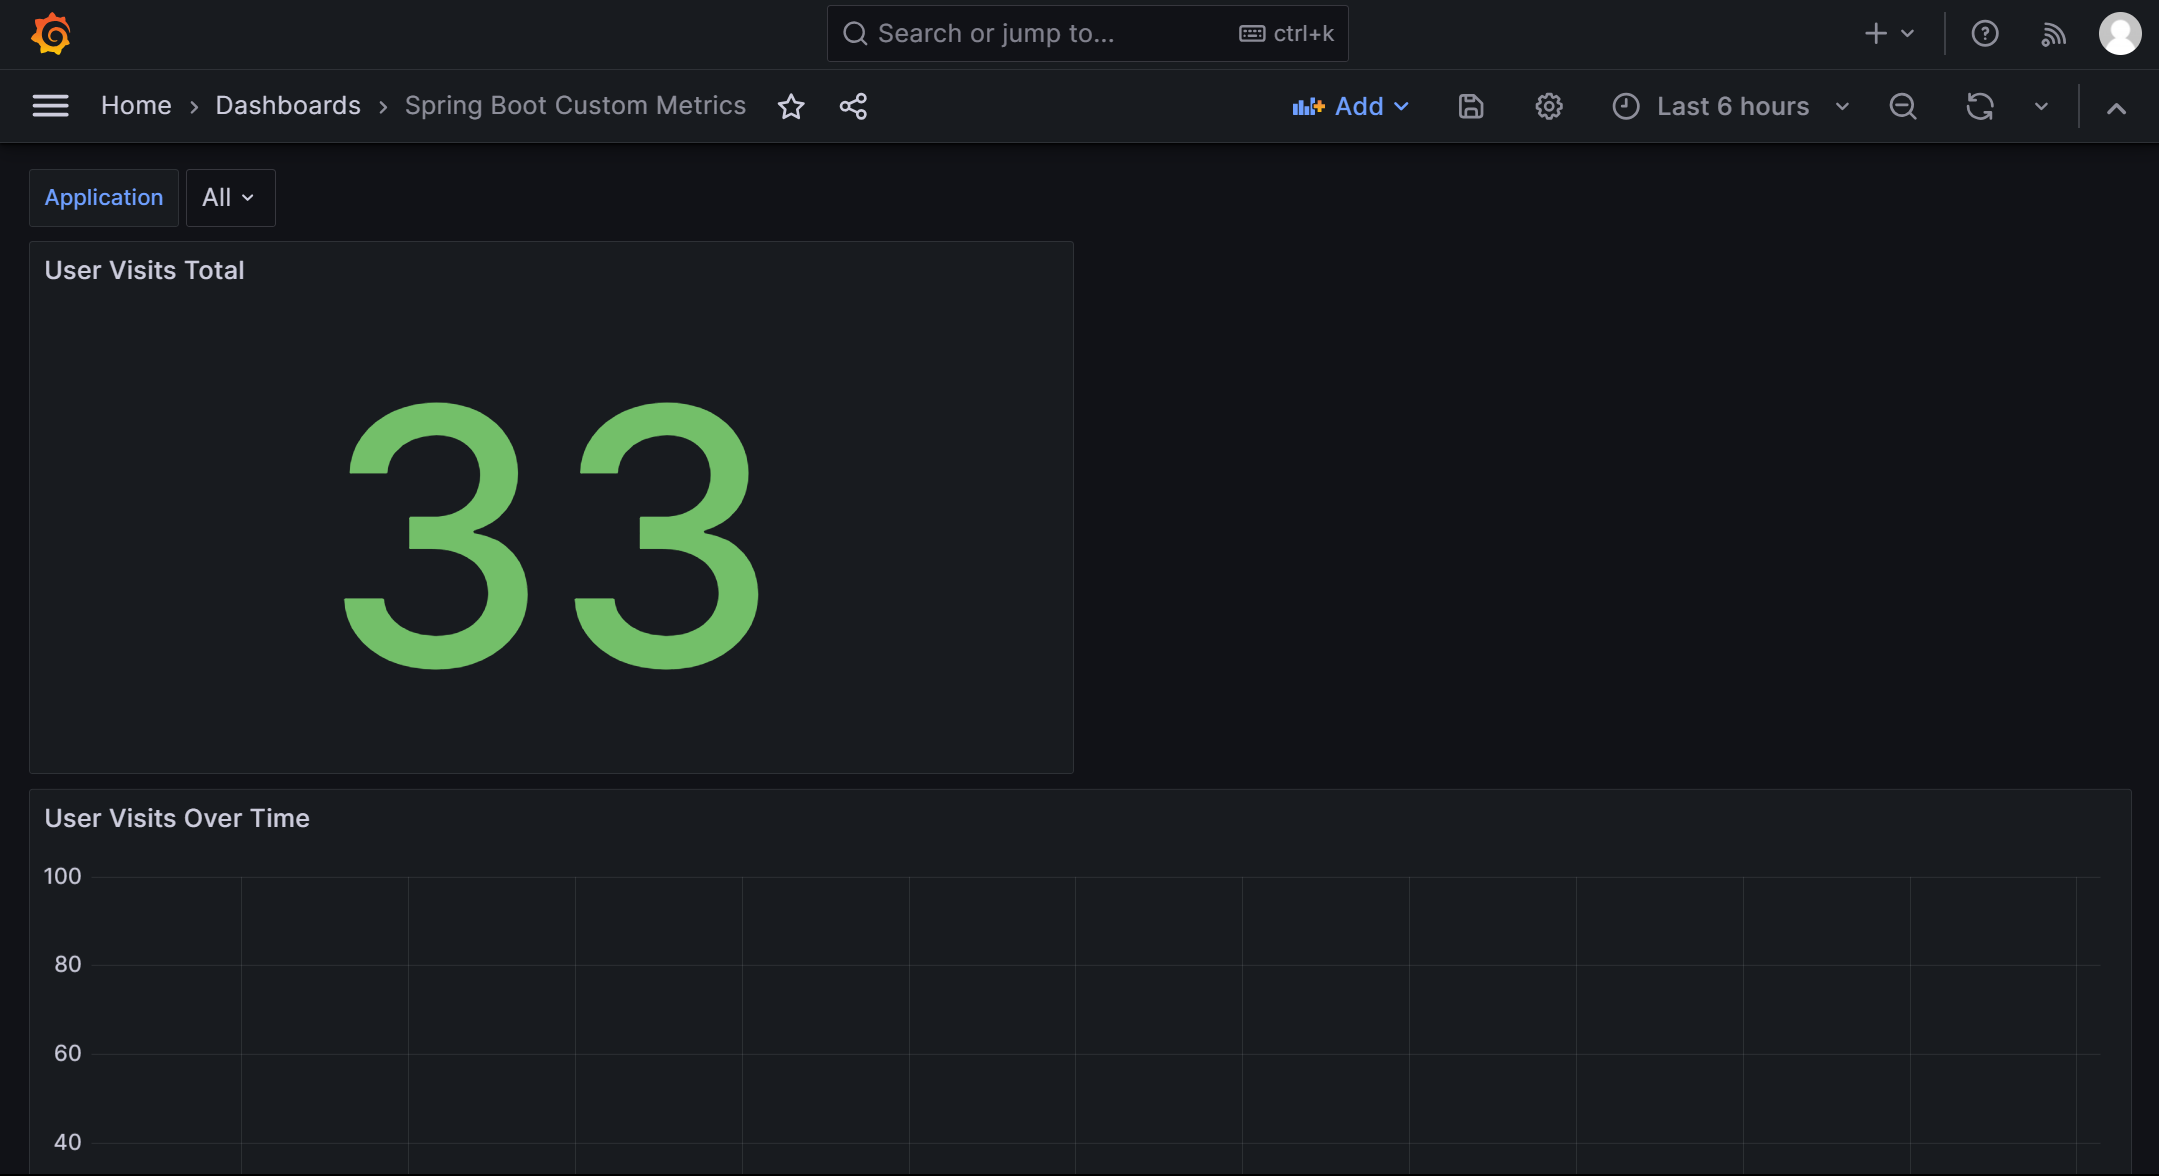 Search or jump to...
ctrl+k
Home › Dashboards › Spring Boot Custom Metrics
Add
Last 6 hours
Application
All
User Visits Total
33
User Visits Over Time
100
80
60
40